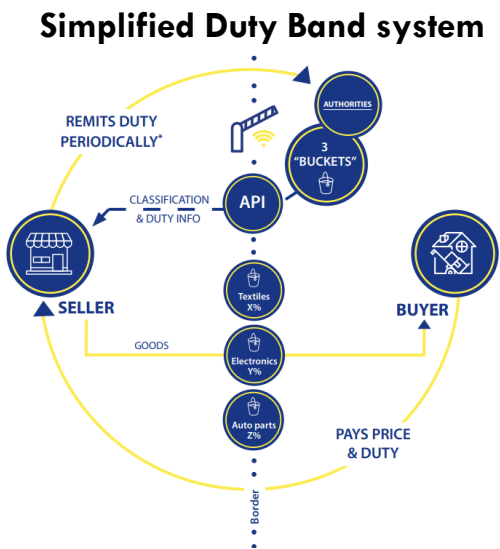 Simplified Duty Band system
AUTHORITIES
REMITS DUTY
PERIODICALLY*
3
"BUCKETS"
CLASSIFICATION
& DUTY INFO
API
Textiles
X%
SELLER
BUYER
GOODS
Electronics
Y%
Auto parts
Z%
PAYS PRICE
& DUTY
Border